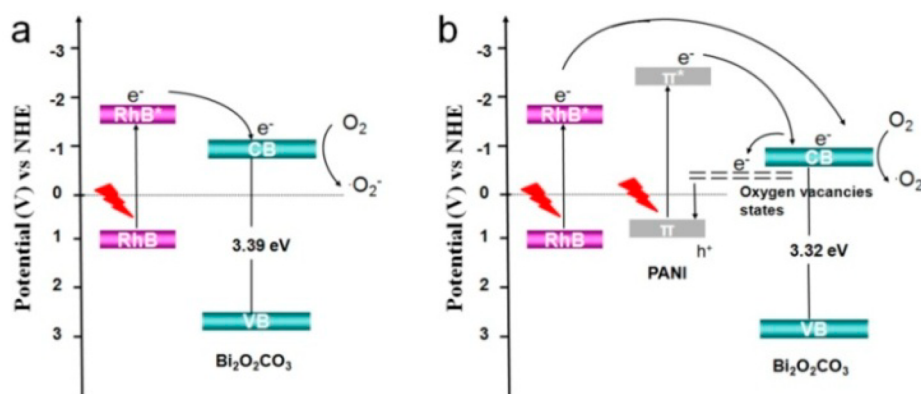 a
Potential (V) vs NHE
-3
-2
-1
0
1
2
3
e⁻
RhB*
RhB
e⁻
CB
O₂
·O₂⁻
3.39 eV
VB
Bi₂O₂CO₃
b
Potential (V) vs NHE
-3
-2
-1
0
1
2
3
e⁻
RhB*
RhB
e⁻
π*
π
h⁺
PANI
e⁻
CB
e⁻
Oxygen vacancies
states
O₂
·O₂⁻
3.32 eV
VB
Bi₂O₂CO₃